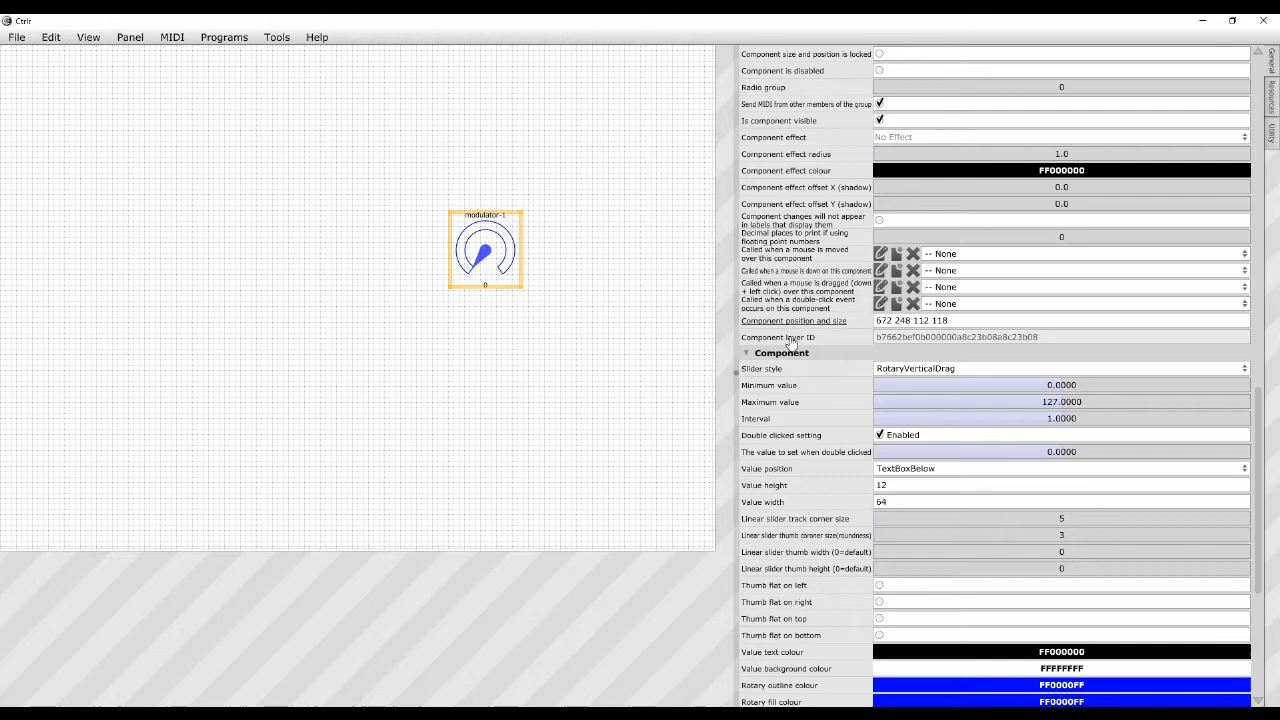 Ctrlr
File Edit View Panel MIDI Programs Tools Help
modulator-1
0
Component size and position is locked
Component is disabled
Radio group 0
Send MIDI from other members of the group
Is component visible
Component effect No Effect
Component effect radius 1.0
Component effect colour FF000000
Component effect offset X (shadow) 0.0
Component effect offset Y (shadow) 0.0
Component changes will not appear
in labels that display them
Decimal places to print if using
floating point numbers 0
Called when a mouse is moved
over this component -- None
Called when a mouse is down on this component -- None
Called when a mouse is dragged (down
+ left click) over this component -- None
Called when a double-click event
occurs on this component -- None
Component position and size 672 248 112 118
Component layer ID b7662bef0b000000a8c23b08a8c23b08
Component
Slider style RotaryVerticalDrag
Minimum value 0.0000
Maximum value 127.0000
Interval 1.0000
Double clicked setting Enabled
The value to set when double clicked 0.0000
Value position TextBoxBelow
Value height 12
Value width 64
Linear slider track corner size 5
Linear slider thumb coroner size(roundness) 3
Linear slider thumb width (0=default) 0
Linear slider thumb height (0=default) 0
Thumb flat on left
Thumb flat on right
Thumb flat on top
Thumb flat on bottom
Value text colour FF000000
Value background colour FFFFFFFF
Rotary outline colour FF0000FF
Rotary fill colour FF0000FF
General
Resources
Utility